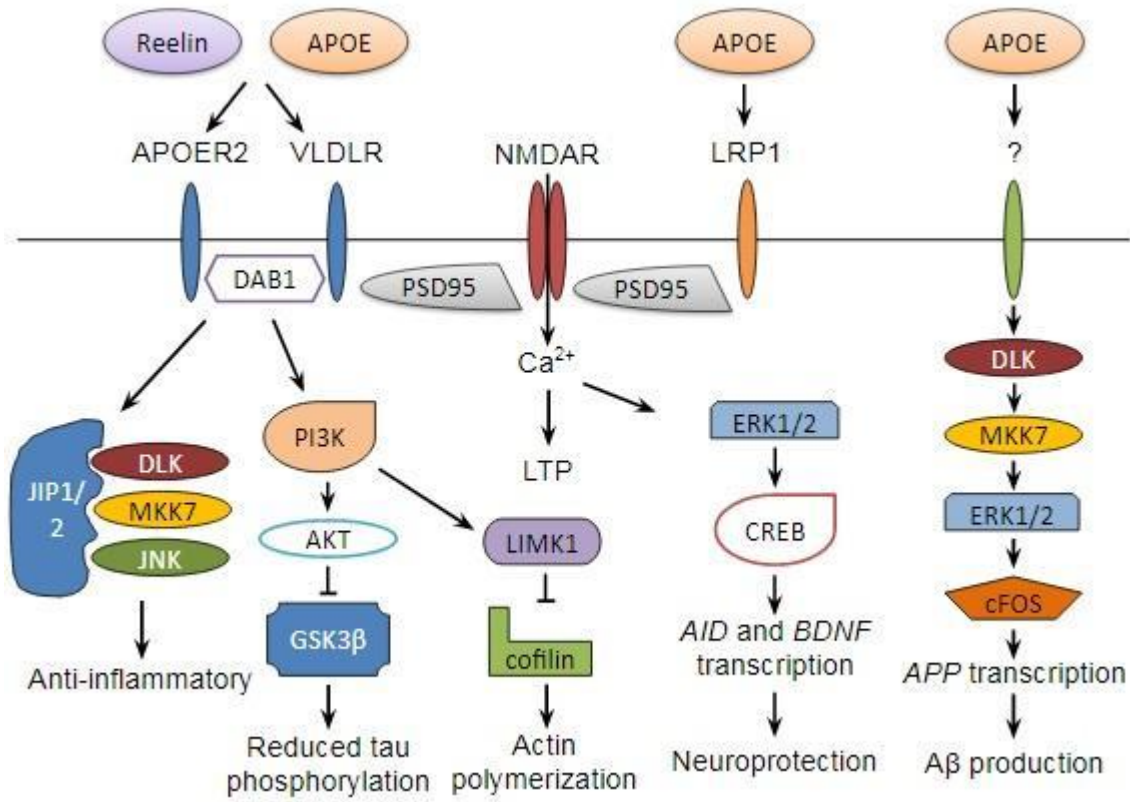 Reelin
APOE
APOE
APOE
APOER2
VLDLR
NMDAR
LRP1
?
DAB1
PSD95
PSD95
Ca²⁺
DLK
JIP1/
2
DLK
MKK7
JNK
PI3K
AKT
GSK3β
LTP
LIMK1
cofilin
ERK1/2
CREB
MKK7
ERK1/2
cFOS
Anti-inflammatory
Reduced tau
phosphorylation
Actin
polymerization
AID and BDNF
transcription
Neuroprotection
APP transcription
Aβ production